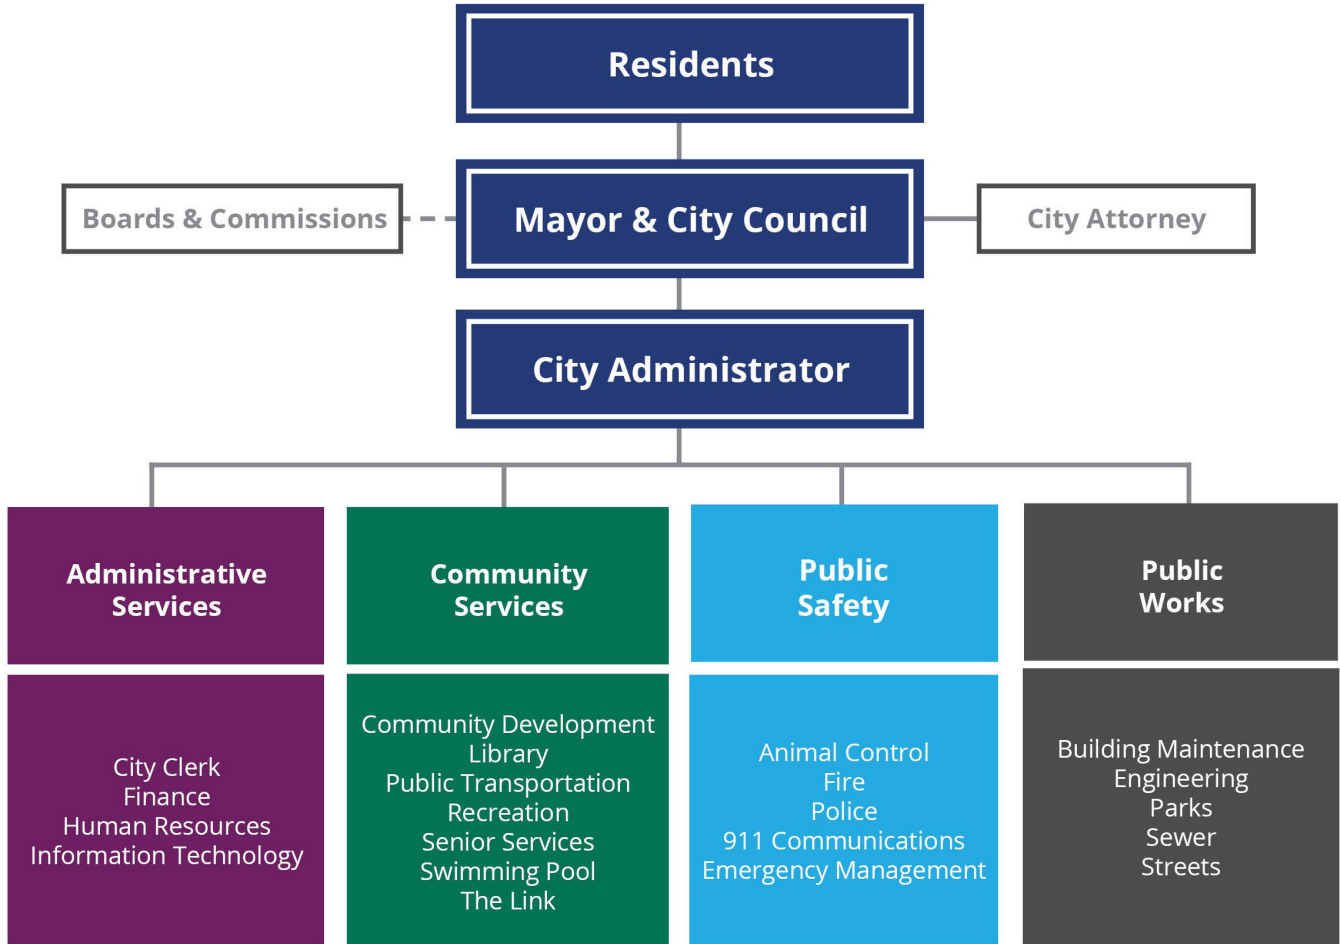 Residents
Boards & Commissions
Mayor & City Council
City Attorney
City Administrator
Administrative
Services
Community
Services
Public
Safety
Public
Works
City Clerk
Finance
Human Resources
Information Technology
Community Development
Library
Public Transportation
Recreation
Senior Services
Swimming Pool
The Link
Animal Control
Fire
Police
911 Communications
Emergency Management
Building Maintenance
Engineering
Parks
Sewer
Streets